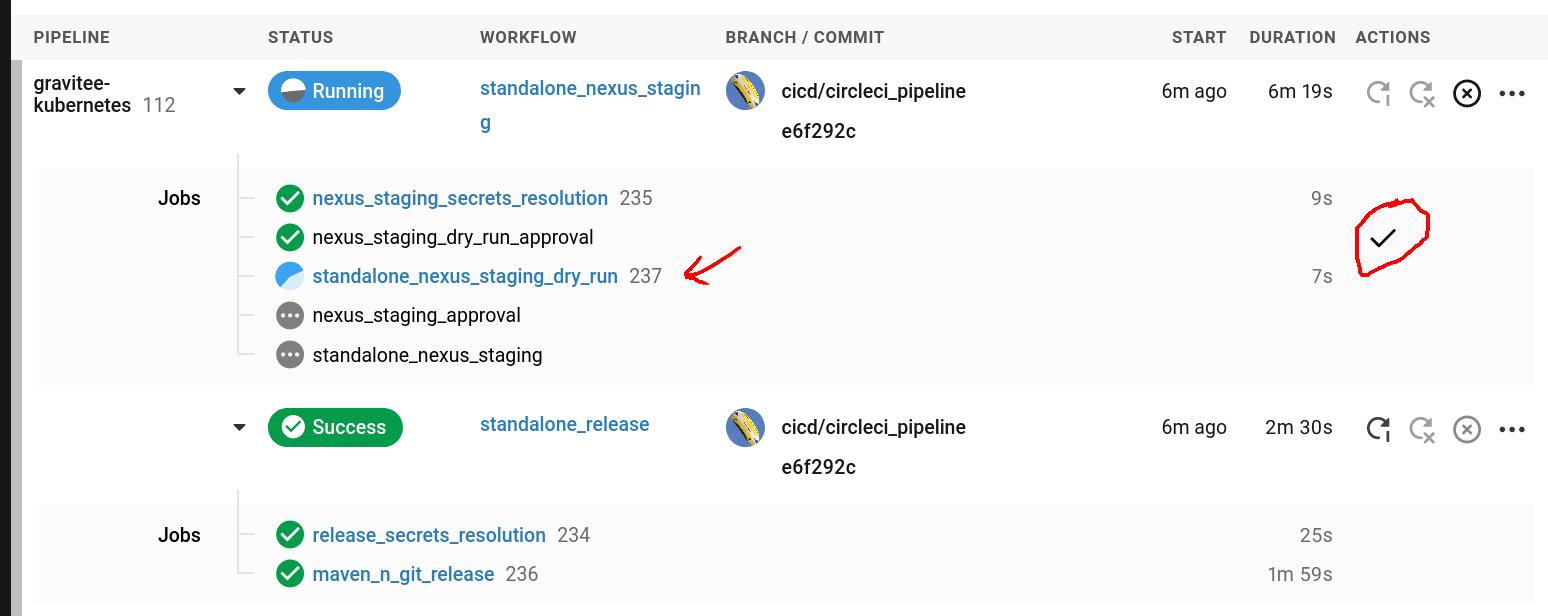 PIPELINE STATUS WORKFLOW BRANCH / COMMIT START DURATION ACTIONS
gravitee-
kubernetes 112 Running standalone_nexus_stagin cicd/circleci_pipeline 6m ago 6m 19s
g e6f292c
Jobs nexus_staging_secrets_resolution 235 9s
nexus_staging_dry_run_approval
standalone_nexus_staging_dry_run 237 7s
nexus_staging_approval
standalone_nexus_staging
Success standalone_release cicd/circleci_pipeline 6m ago 2m 30s
e6f292c
Jobs release_secrets_resolution 234 25s
maven_n_git_release 236 1m 59s